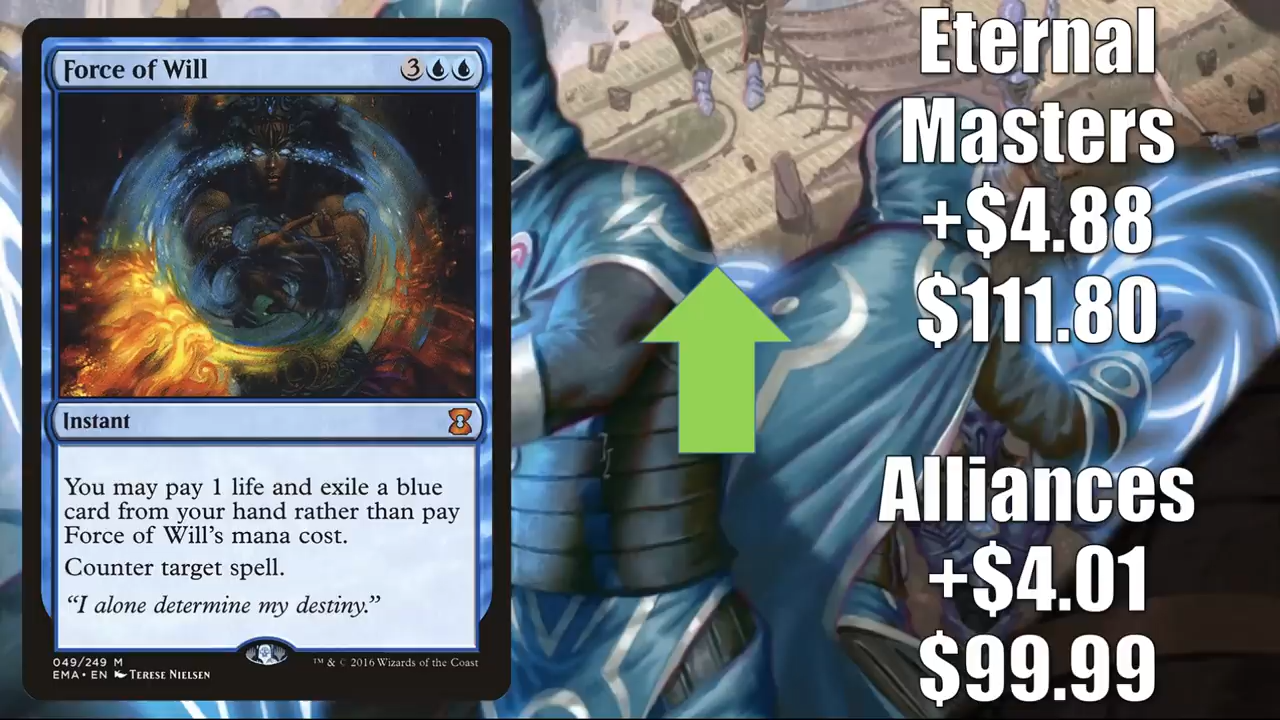 Force of Will
3
Instant
You may pay 1 life and exile a blue
card from your hand rather than pay
Force of Will's mana cost.
Counter target spell.
"I alone determine my destiny."
049/249 M
EMA • EN Terese Nielsen
™ & © 2016 Wizards of the Coast
Eternal
Masters
+$4.88
$111.80
Alliances
+$4.01
$99.99